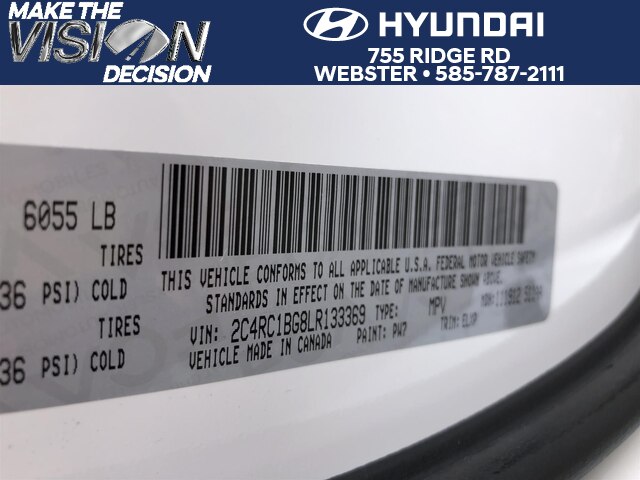 MAKE THE
VISION
DECISION
HYUNDAI
755 RIDGE RD
WEBSTER • 585-787-2111
6055 LB
TIRES
36 PSI) COLD
TIRES
36 PSI) COLD
THIS VEHICLE CONFORMS TO ALL APPLICABLE U.S.A. FEDERAL MOTOR VEHICLE SAFETY
STANDARDS IN EFFECT ON THE DATE OF MANUFACTURE SHOWN ABOVE.
VIN: 2C4RC1BG8LR133369 TYPE: MPV MDH:
VEHICLE MADE IN CANADA PAINT: PW7 TRIM: